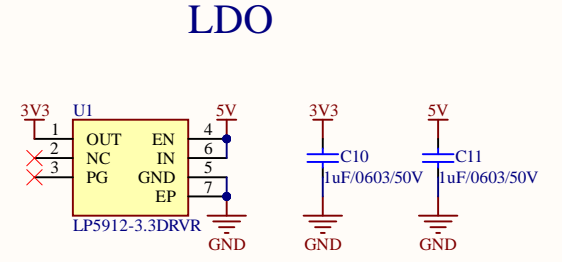 LDO
3V3 U1 5V 3V3 5V
1 OUT EN 4
2 NC IN 6
3 PG GND 5
EP 7
C10 C11
1uF/0603/50V 1uF/0603/50V
LP5912-3.3DRVR
GND GND GND